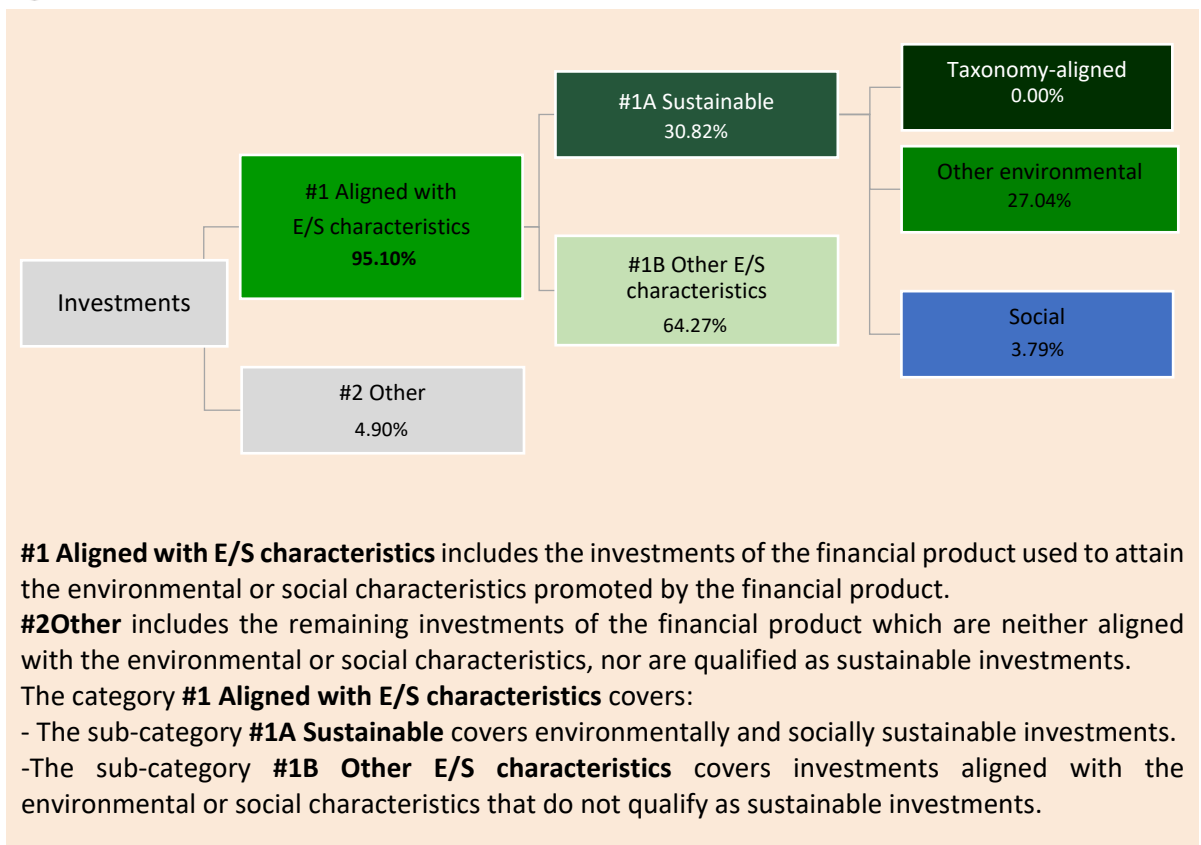 Investments
#1 Aligned with
E/S characteristics
95.10%
#2 Other
4.90%
#1A Sustainable
30.82%
#1B Other E/S
characteristics
64.27%
Taxonomy-aligned
0.00%
Other environmental
27.04%
Social
3.79%
#1 Aligned with E/S characteristics includes the investments of the financial product used to attain
the environmental or social characteristics promoted by the financial product.
#2Other includes the remaining investments of the financial product which are neither aligned
with the environmental or social characteristics, nor are qualified as sustainable investments.
The category #1 Aligned with E/S characteristics covers:
- The sub-category #1A Sustainable covers environmentally and socially sustainable investments.
-The sub-category #1B Other E/S characteristics covers investments aligned with the
environmental or social characteristics that do not qualify as sustainable investments.